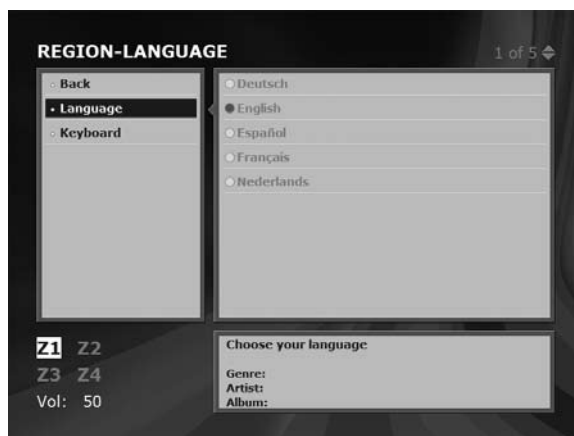 REGION-LANGUAGE
1 of 5
Back
Language
Keyboard
Deutsch
English
Español
Français
Nederlands
Z1 Z2
Z3 Z4
Vol: 50
Choose your language
Genre:
Artist:
Album: